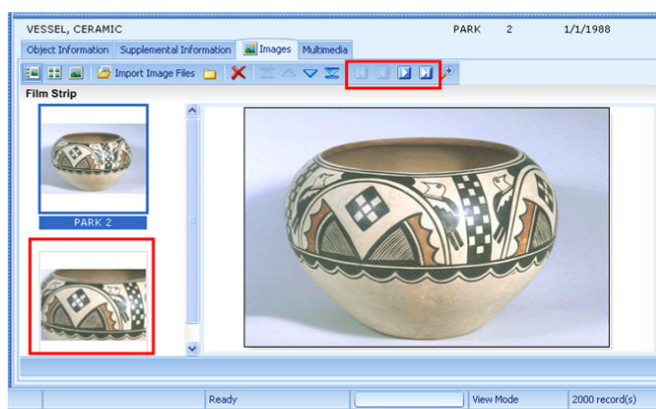 VESSEL, CERAMIC PARK 2 1/1/1988
Object Information Supplemental Information Images Multimedia
Import Image Files
Film Strip
PARK 2
Ready View Mode 2000 record(s)